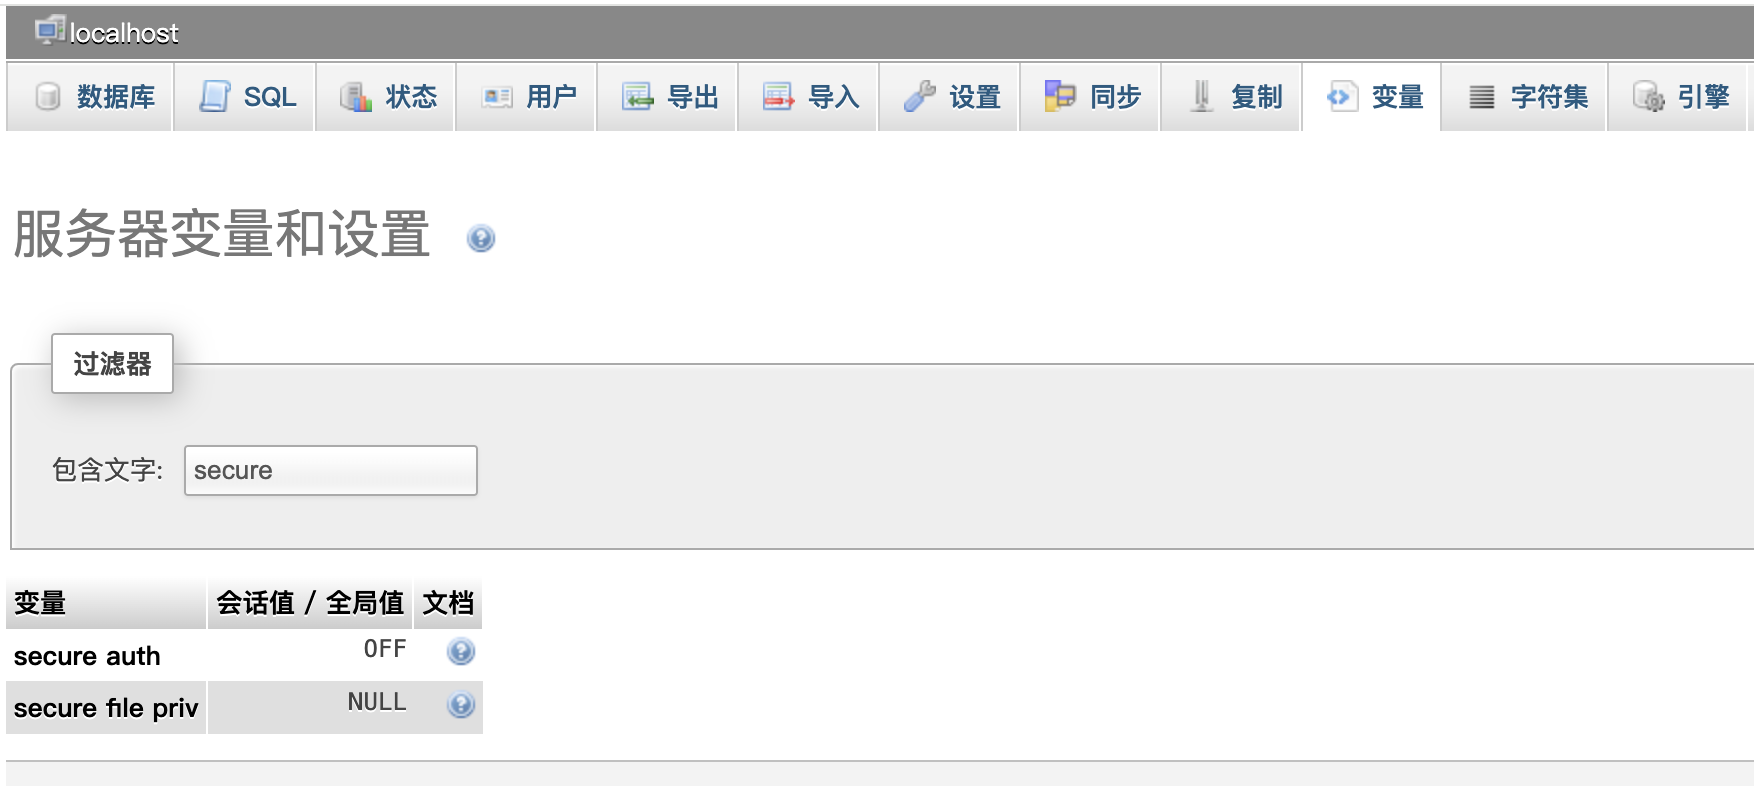 localhost
数据库 SQL 状态 用户 导出 导入 设置 同步 复制 变量 字符集 引擎
服务器变量和设置
过滤器
包含文字: secure
变量 会话值 / 全局值 文档
secure auth OFF
secure file priv NULL